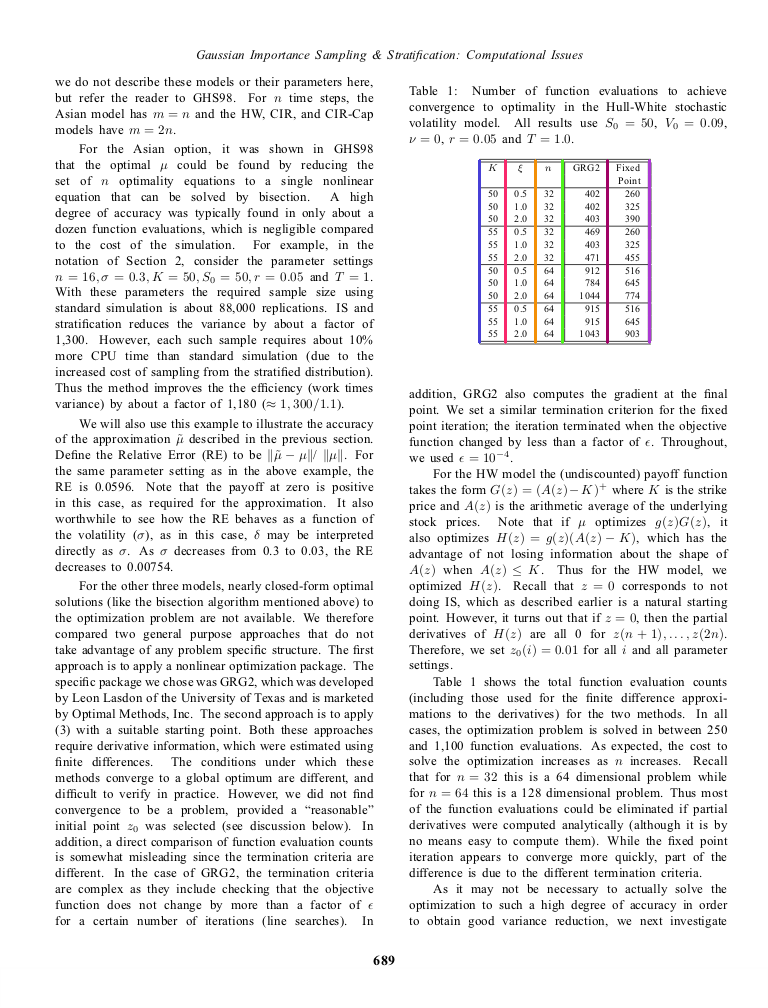 Gaussian Importance Sampling & Stratification: Computational Issues
we do not describe these models or their parameters here,
but refer the reader to GHS98. For n time steps, the
Asian model has m = n and the HW, CIR, and CIR-Cap
models have m = 2n.
For the Asian option, it was shown in GHS98
that the optimal μ could be found by reducing the
set of n optimality equations to a single nonlinear
equation that can be solved by bisection. A high
degree of accuracy was typically found in only about a
dozen function evaluations, which is negligible compared
to the cost of the simulation. For example, in the
notation of Section 2, consider the parameter settings
n = 16, σ = 0.3, K = 50, S₀ = 50, r = 0.05 and T = 1.
With these parameters the required sample size using
standard simulation is about 88,000 replications. IS and
stratification reduces the variance by about a factor of
1,300. However, each such sample requires about 10%
more CPU time than standard simulation (due to the
increased cost of sampling from the stratified distribution).
Thus the method improves the the efficiency (work times
variance) by about a factor of 1,180 (≈ 1, 300/1.1).
We will also use this example to illustrate the accuracy
of the approximation μ̃ described in the previous section.
Define the Relative Error (RE) to be ‖μ̃ − μ‖/ ‖μ‖. For
the same parameter setting as in the above example, the
RE is 0.0596. Note that the payoff at zero is positive
in this case, as required for the approximation. It also
worthwhile to see how the RE behaves as a function of
the volatility (σ), as in this case, δ may be interpreted
directly as σ. As σ decreases from 0.3 to 0.03, the RE
decreases to 0.00754.
For the other three models, nearly closed-form optimal
solutions (like the bisection algorithm mentioned above) to
the optimization problem are not available. We therefore
compared two general purpose approaches that do not
take advantage of any problem specific structure. The first
approach is to apply a nonlinear optimization package. The
specific package we chose was GRG2, which was developed
by Leon Lasdon of the University of Texas and is marketed
by Optimal Methods, Inc. The second approach is to apply
(3) with a suitable starting point. Both these approaches
require derivative information, which were estimated using
finite differences. The conditions under which these
methods converge to a global optimum are different, and
difficult to verify in practice. However, we did not find
convergence to be a problem, provided a “reasonable”
initial point z₀ was selected (see discussion below). In
addition, a direct comparison of function evaluation counts
is somewhat misleading since the termination criteria are
different. In the case of GRG2, the termination criteria
are complex as they include checking that the objective
function does not change by more than a factor of ϵ
for a certain number of iterations (line searches). In
Table 1: Number of function evaluations to achieve
convergence to optimality in the Hull-White stochastic
volatility model. All results use S₀ = 50, V₀ = 0.09,
ν = 0, r = 0.05 and T = 1.0.
K ξ n GRG2 Fixed
Point
50 0.5 32 402 260
50 1.0 32 402 325
50 2.0 32 403 390
55 0.5 32 469 260
55 1.0 32 403 325
55 2.0 32 471 455
50 0.5 64 912 516
50 1.0 64 784 645
50 2.0 64 1044 774
55 0.5 64 915 516
55 1.0 64 915 645
55 2.0 64 1043 903
addition, GRG2 also computes the gradient at the final
point. We set a similar termination criterion for the fixed
point iteration; the iteration terminated when the objective
function changed by less than a factor of ϵ. Throughout,
we used ϵ = 10⁻⁴.
For the HW model the (undiscounted) payoff function
takes the form G(z) = (A(z)−K)⁺ where K is the strike
price and A(z) is the arithmetic average of the underlying
stock prices. Note that if μ optimizes g(z)G(z), it
also optimizes H(z) = g(z)(A(z) − K), which has the
advantage of not losing information about the shape of
A(z) when A(z) ≤ K. Thus for the HW model, we
optimized H(z). Recall that z = 0 corresponds to not
doing IS, which as described earlier is a natural starting
point. However, it turns out that if z = 0, then the partial
derivatives of H(z) are all 0 for z(n + 1), . . . , z(2n).
Therefore, we set z₀(i) = 0.01 for all i and all parameter
settings.
Table 1 shows the total function evaluation counts
(including those used for the finite difference approxi-
mations to the derivatives) for the two methods. In all
cases, the optimization problem is solved in between 250
and 1,100 function evaluations. As expected, the cost to
solve the optimization increases as n increases. Recall
that for n = 32 this is a 64 dimensional problem while
for n = 64 this is a 128 dimensional problem. Thus most
of the function evaluations could be eliminated if partial
derivatives were computed analytically (although it is by
no means easy to compute them). While the fixed point
iteration appears to converge more quickly, part of the
difference is due to the different termination criteria.
As it may not be necessary to actually solve the
optimization to such a high degree of accuracy in order
to obtain good variance reduction, we next investigate
689